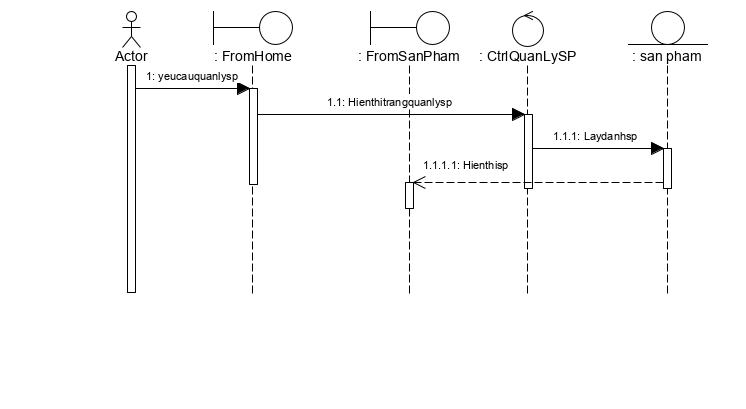 Actor
: FromHome
: FromSanPham
: CtrlQuanLySP
: san pham
1: yeucauquanlysp
1.1: Hienthitrangquanlysp
1.1.1: Laydanhsp
1.1.1.1: Hienthisp